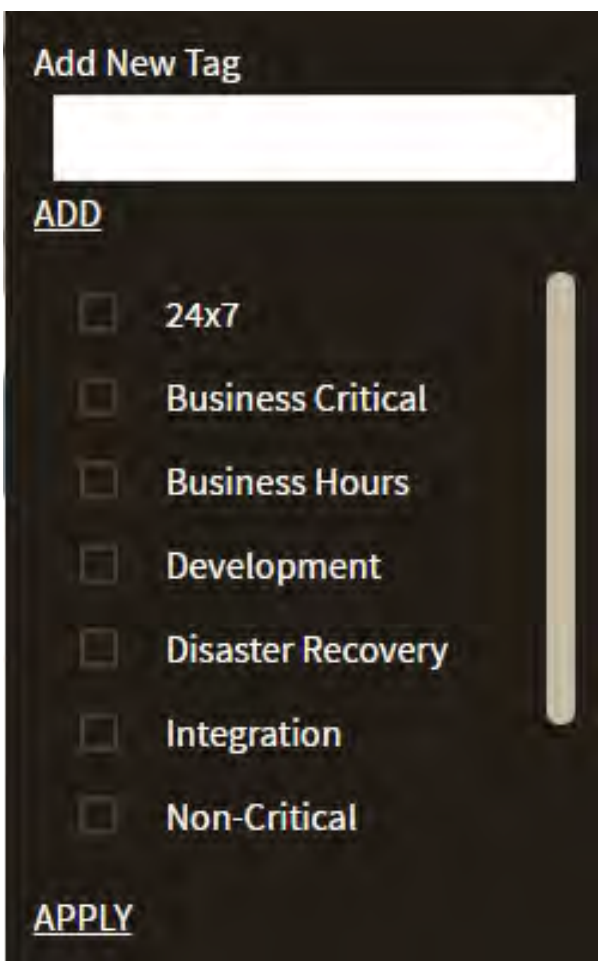 Add New Tag
ADD
24x7
Business Critical
Business Hours
Development
Disaster Recovery
Integration
Non-Critical
APPLY